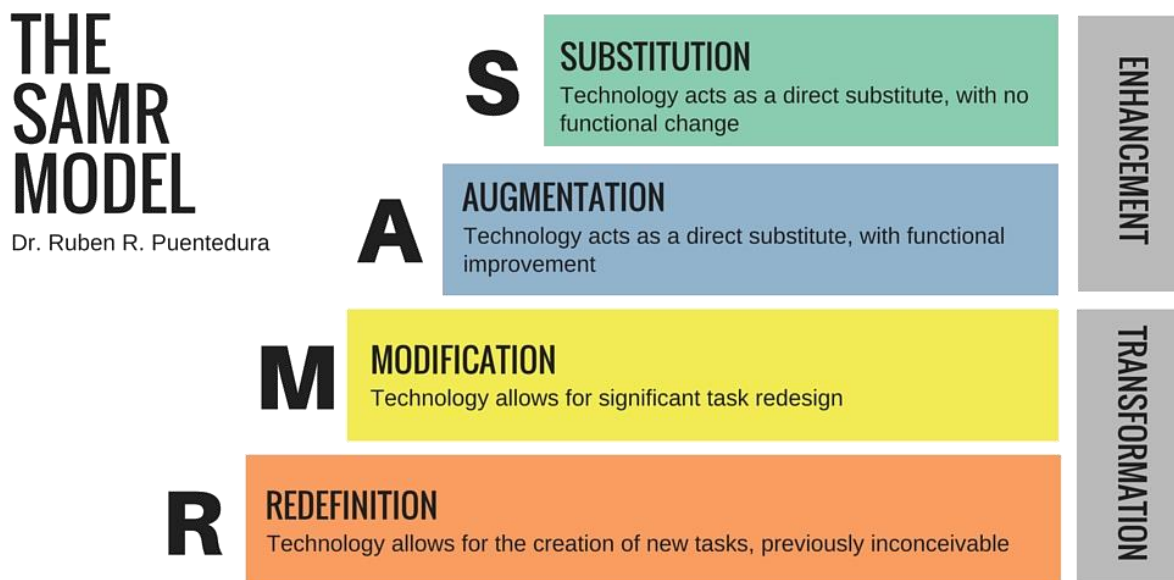 THE
SAMR
MODEL
Dr. Ruben R. Puentedura
S
SUBSTITUTION
Technology acts as a direct substitute, with no
functional change
A
AUGMENTATION
Technology acts as a direct substitute, with functional
improvement
ENHANCEMENT
M
MODIFICATION
Technology allows for significant task redesign
R
REDEFINITION
Technology allows for the creation of new tasks, previously inconceivable
TRANSFORMATION